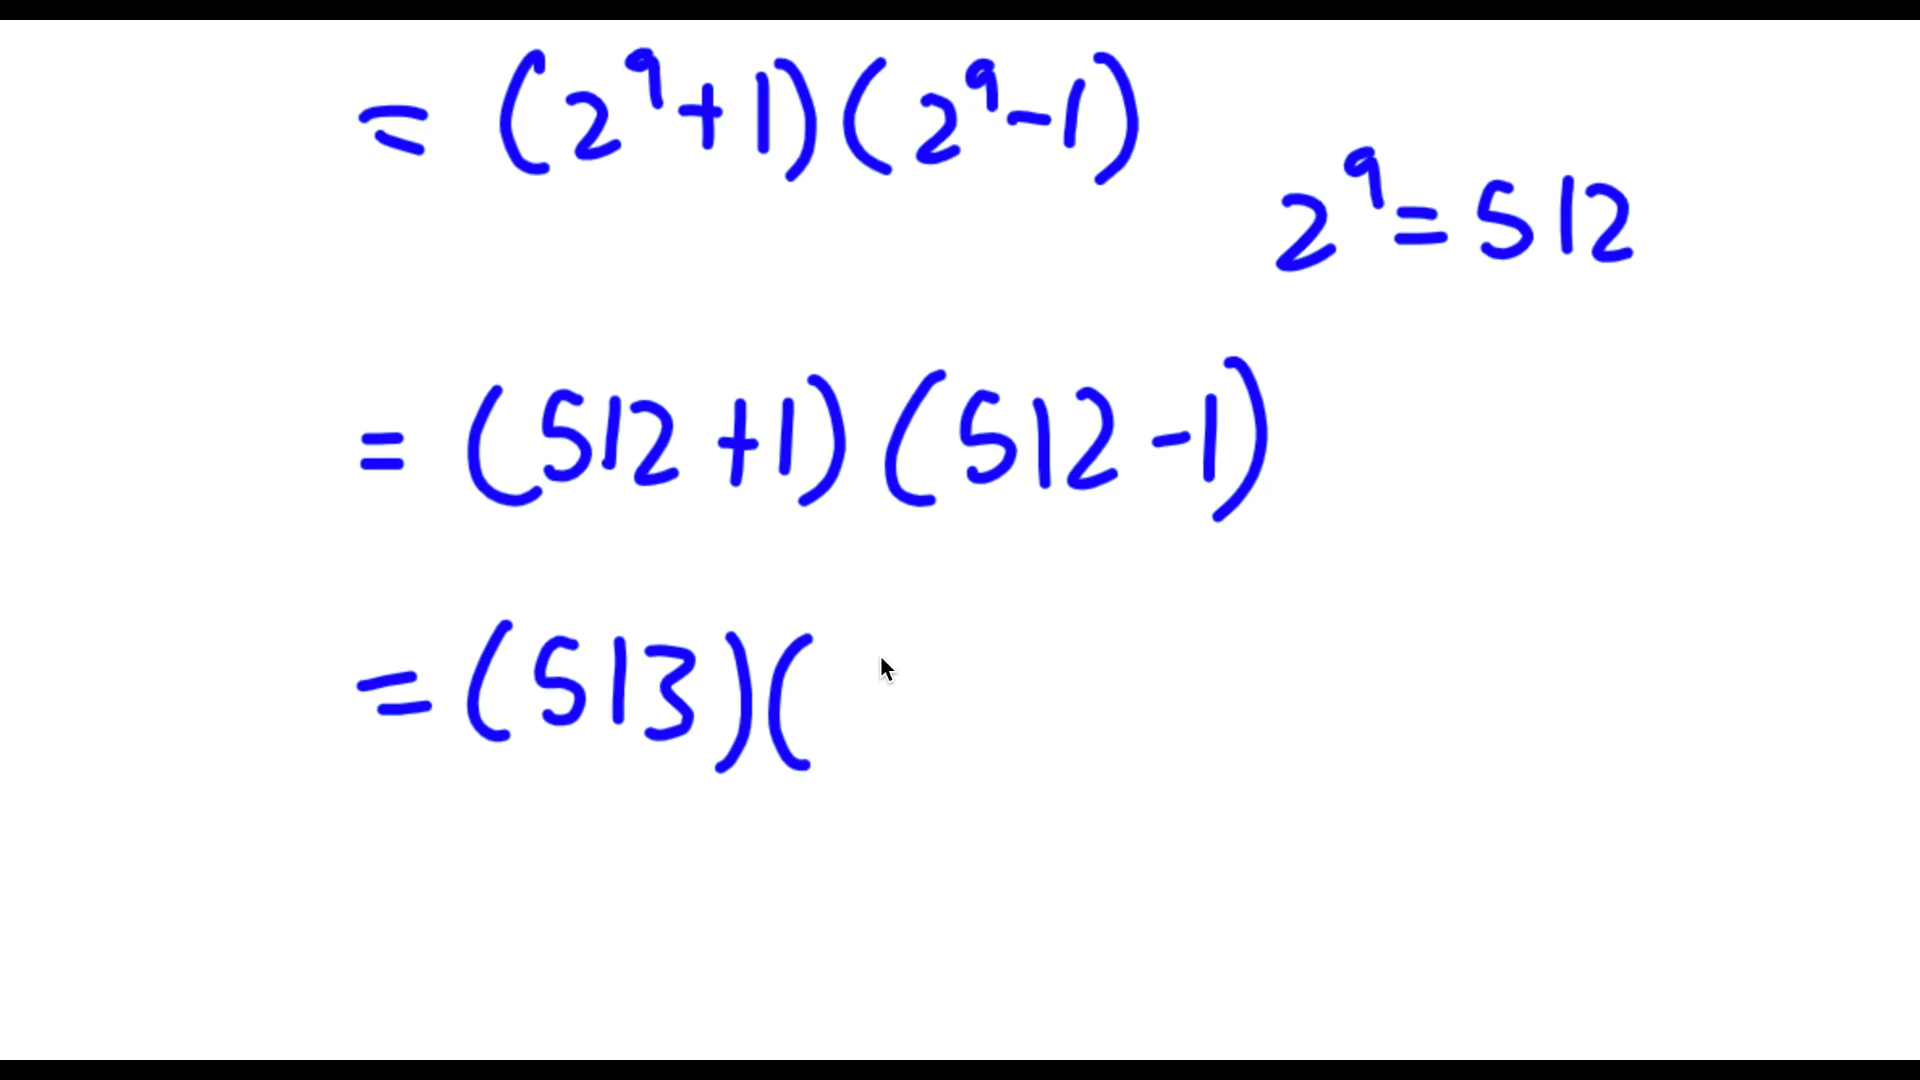 = (2⁹+1)(2⁹-1)
2⁹=512
= (512+1)(512-1)
=(513)(